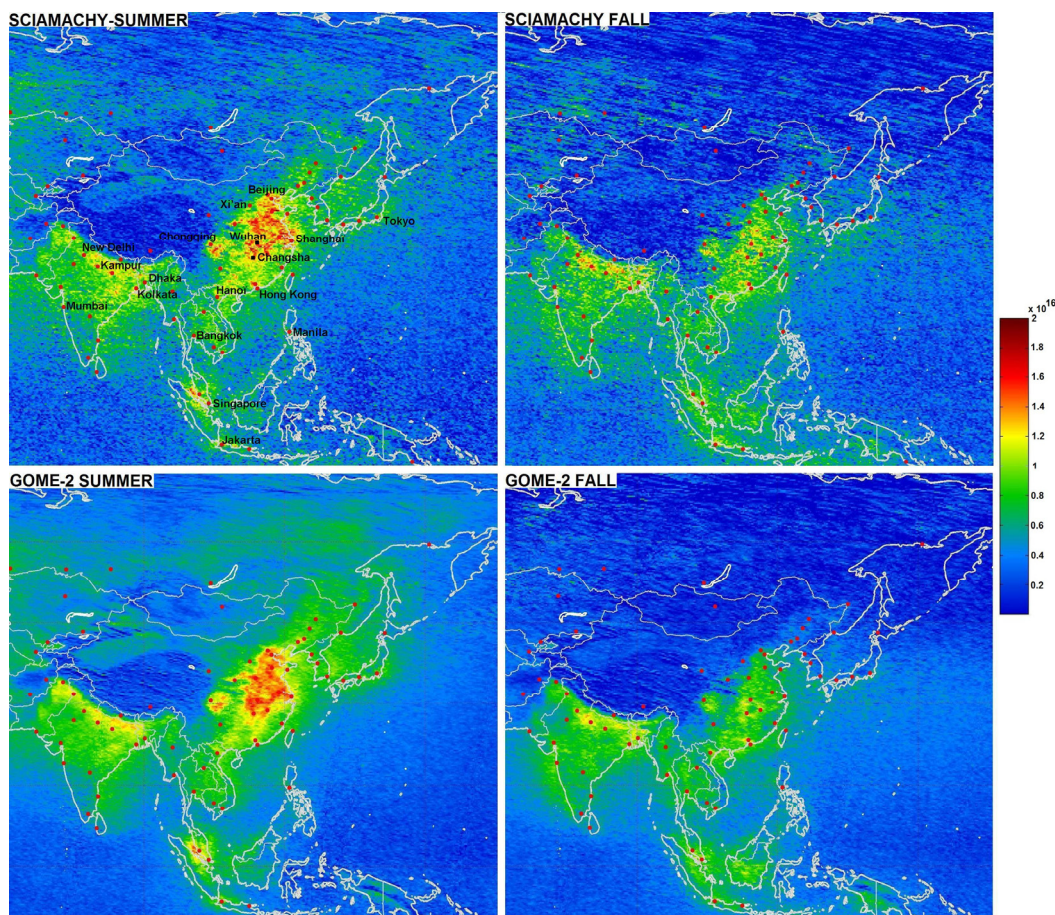 SCIAMACHY-SUMMER
SCIAMACHY FALL
Beijing
Xi'an
Tokyo
Chongqing
Wuhan
Shanghai
New Delhi
Changsha
Kampur
Dhaka
Hanoi
Hong Kong
Kolkata
Mumbai
Bangkok
Manila
Singapore
Jakarta
x 10¹⁶
2
1.8
1.6
1.4
1.2
1
0.8
0.6
0.4
0.2
GOME-2 SUMMER
GOME-2 FALL